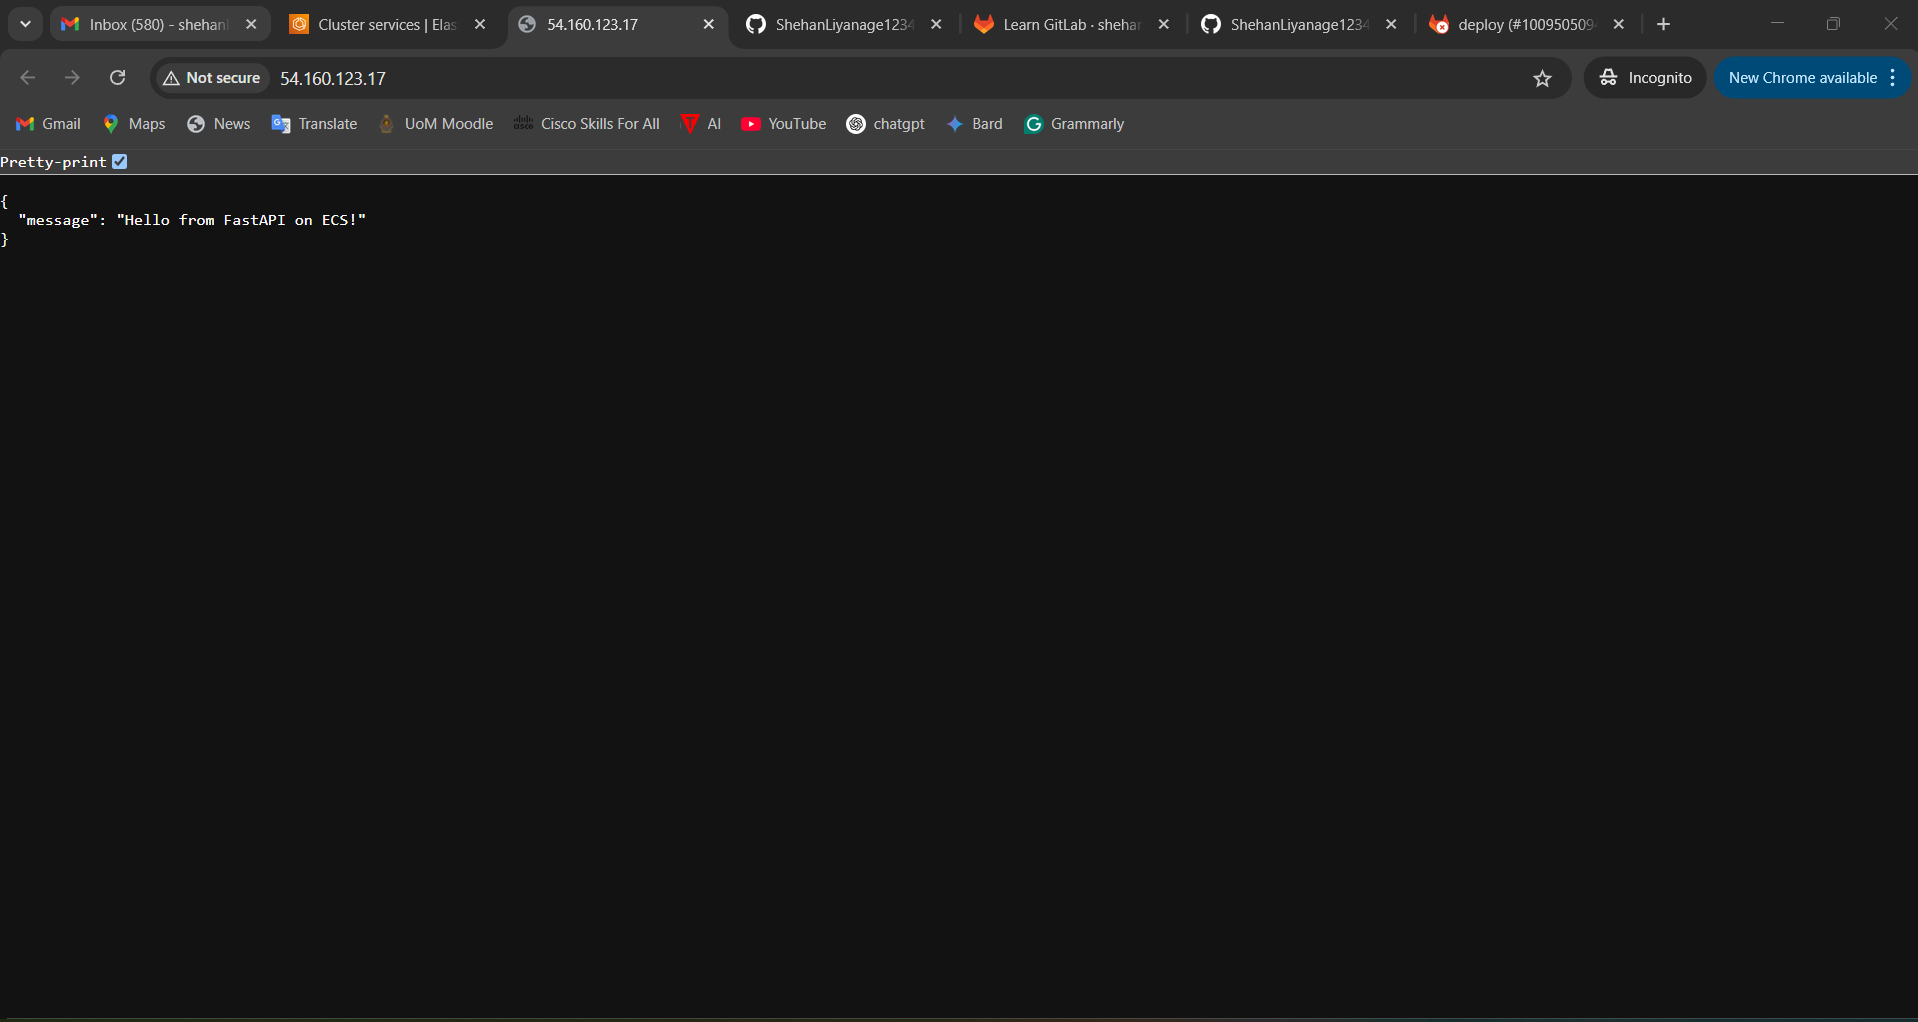 Inbox (580) - shehanl
Cluster services | Elas
54.160.123.17
ShehanLiyanage1234
Learn GitLab · shehan
ShehanLiyanage1234
deploy (#100950509
Not secure
54.160.123.17
Incognito
New Chrome available
Gmail
Maps
News
Translate
UoM Moodle
Cisco Skills For All
AI
YouTube
chatgpt
Bard
Grammarly
Pretty-print
{
"message": "Hello from FastAPI on ECS!"
}